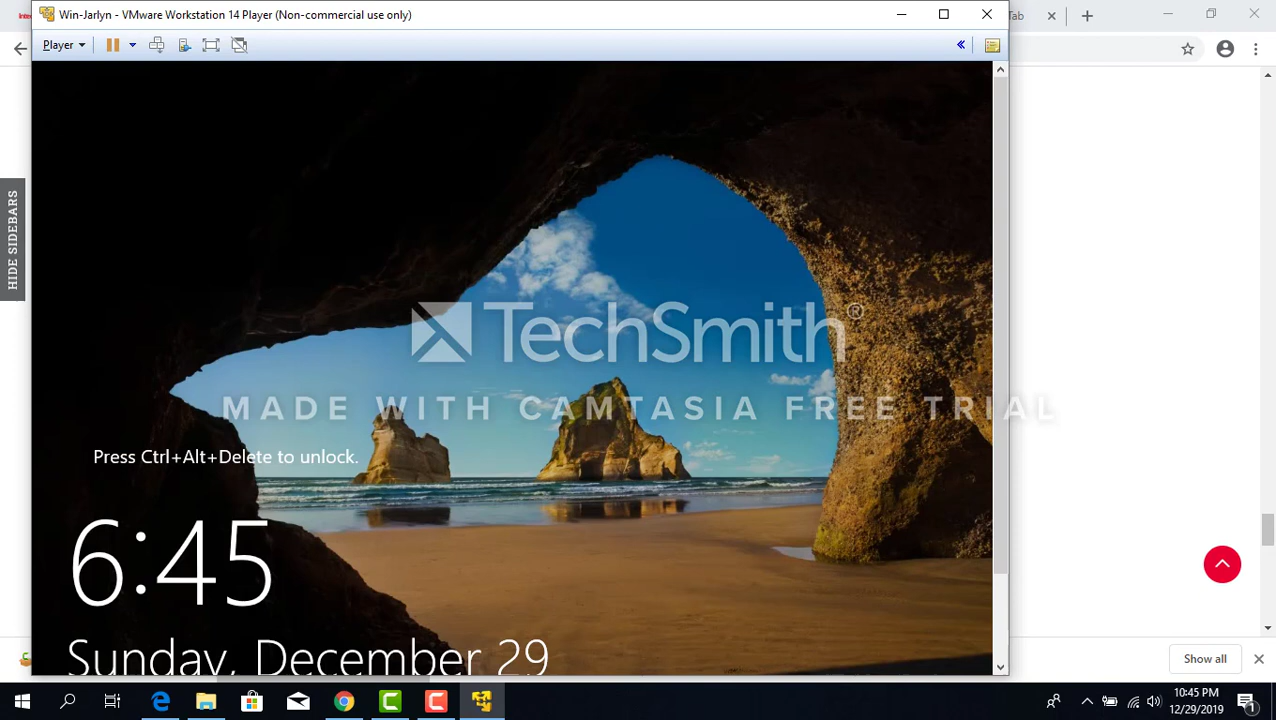 Win-Jarlyn - VMware Workstation 14 Player (Non-commercial use only)
Tab
Player
HIDE SIDEBARS
TechSmith®
MADE WITH CAMTASIA FREE TRIAL
Press Ctrl+Alt+Delete to unlock.
6:45
Sunday, December 29
Show all
10:45 PM
12/29/2019
1